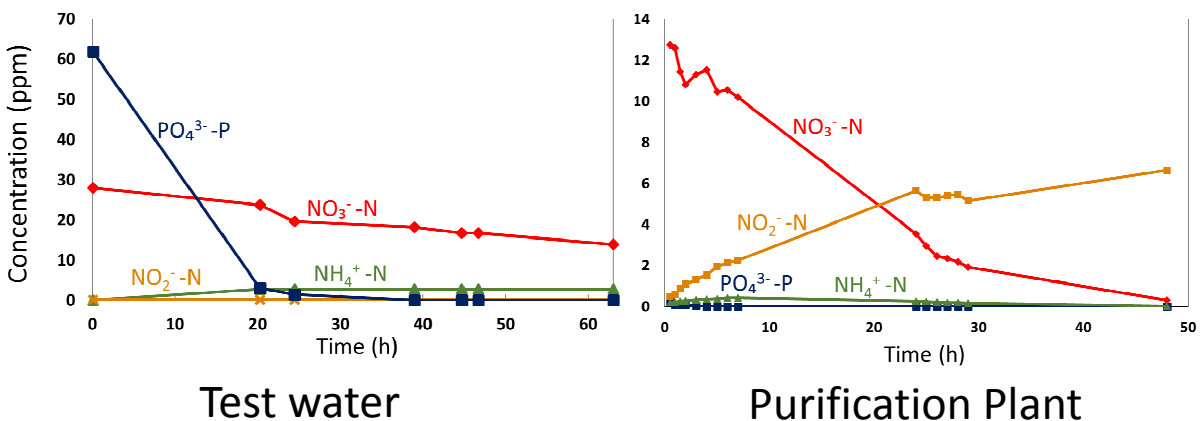 Concentration (ppm)
70
60
50
40
30
20
10
0
PO₄³⁻-P
NO₃⁻-N
NO₂⁻-N
NH₄⁺-N
0 20 30 40 50 60
10
Time (h)
Test water
14
12
10
8
6
4
2
0
NO₃⁻-N
NO₂⁻-N
PO₄³⁻-P
NH₄⁺-N
0 10 20 30 40 50
Time (h)
Purification Plant